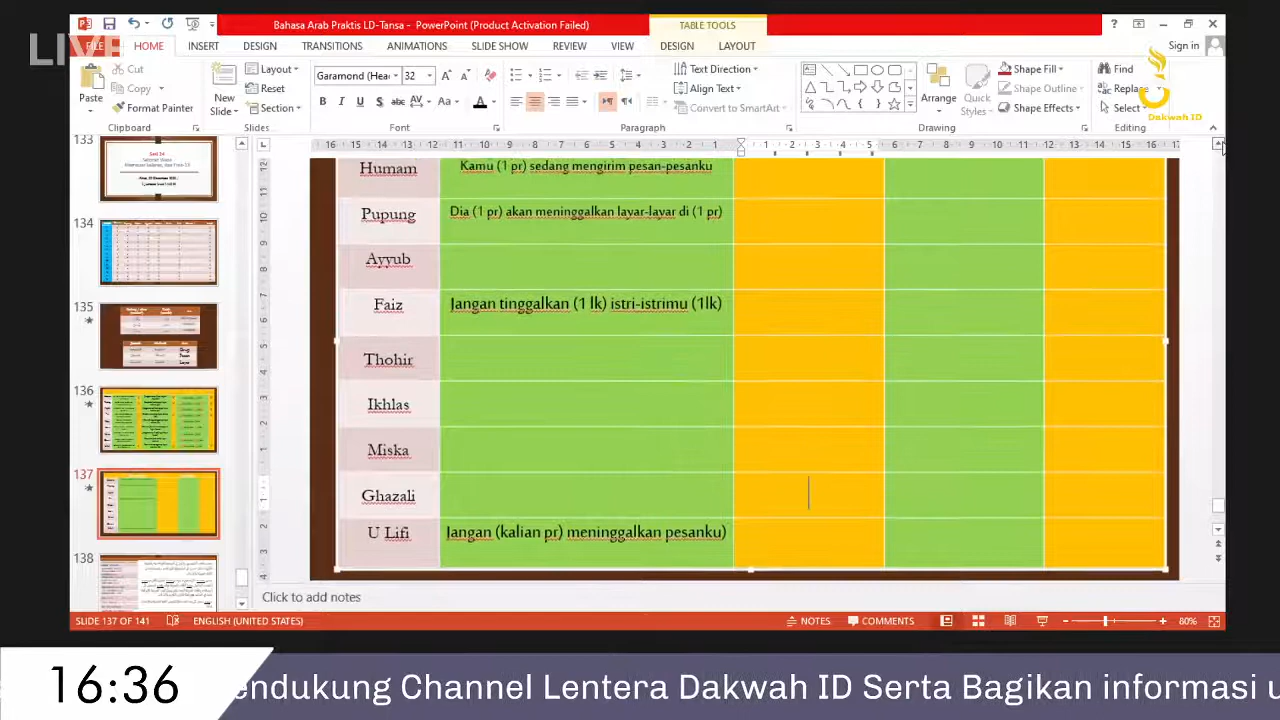 Bahasa Arab Praktis LD-Tansa - PowerPoint (Product Activation Failed)
TABLE TOOLS
LIVE
FILE HOME INSERT DESIGN TRANSITIONS ANIMATIONS SLIDE SHOW REVIEW VIEW DESIGN LAYOUT Sign in
Paste
Cut
Copy
Format Painter
Clipboard
New Slide
Layout
Reset
Section
Slides
Garamond (Hea 32
Font
Text Direction
Align Text
Convert to SmartArt
Paragraph
Arrange
Quick Styles
Shape Fill
Shape Outline
Shape Effects
Drawing
Find
Replace
Select
Editing
Dakwah ID
133
134
135
136
137
138
Humam Kamu (1 pr) sedang mengirim pesan-pesanku
Pupung Dia (1 pr) akan meninggalkan layar-layar di (1 pr)
Ayyub
Faiz Jangan tinggalkan (1 lk) istri-istrimu (1lk)
Thohir
Ikhlas
Miska
Ghazali
U Lifi Jangan (kalian pr) meninggalkan pesanku)
Click to add notes
SLIDE 137 OF 141 ENGLISH (UNITED STATES) NOTES COMMENTS 80%
16:36 endukung Channel Lentera Dakwah ID Serta Bagikan informasi u